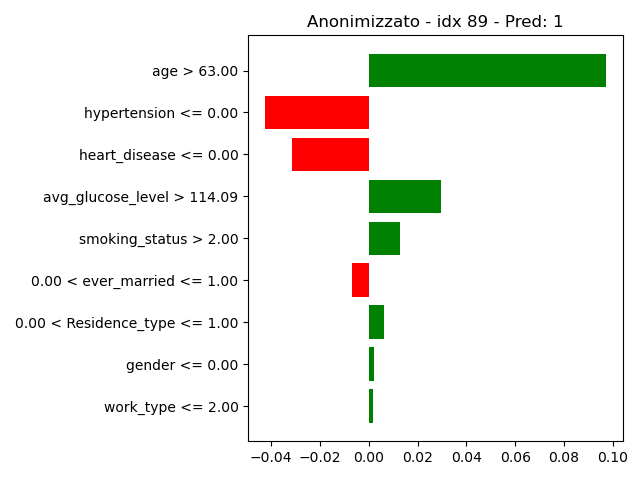 Anonimizzato - idx 89 - Pred: 1
age > 63.00
hypertension <= 0.00
heart_disease <= 0.00
avg_glucose_level > 114.09
smoking_status > 2.00
0.00 < ever_married <= 1.00
0.00 < Residence_type <= 1.00
gender <= 0.00
work_type <= 2.00
−0.04 −0.02 0.00 0.02 0.04 0.06 0.08 0.10